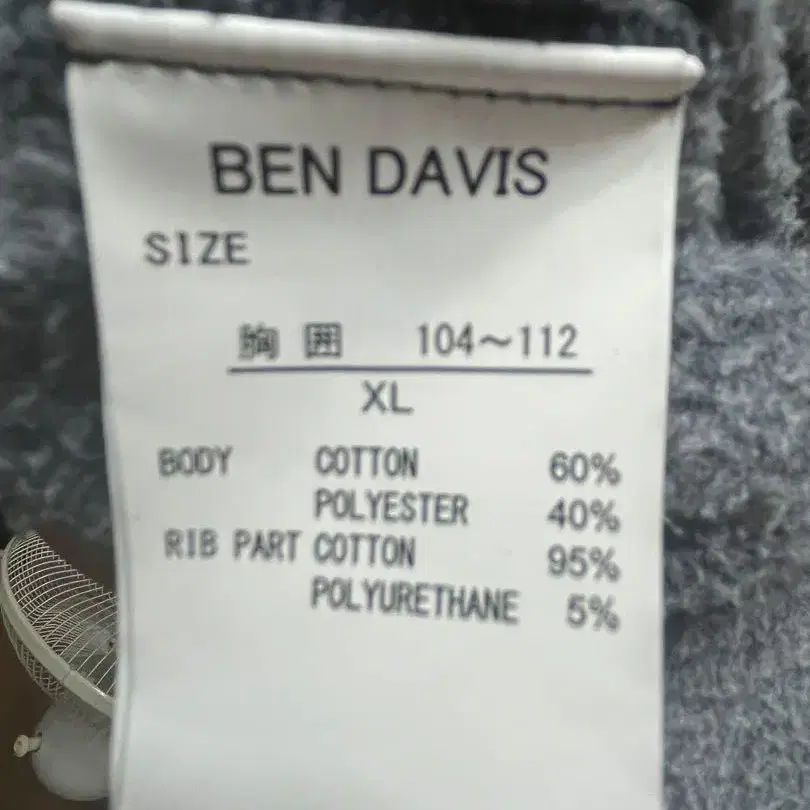 BEN DAVIS
SIZE
胸囲 104～112
XL
BODY COTTON 60%
POLYESTER 40%
RIB PART COTTON 95%
POLYURETHANE 5%